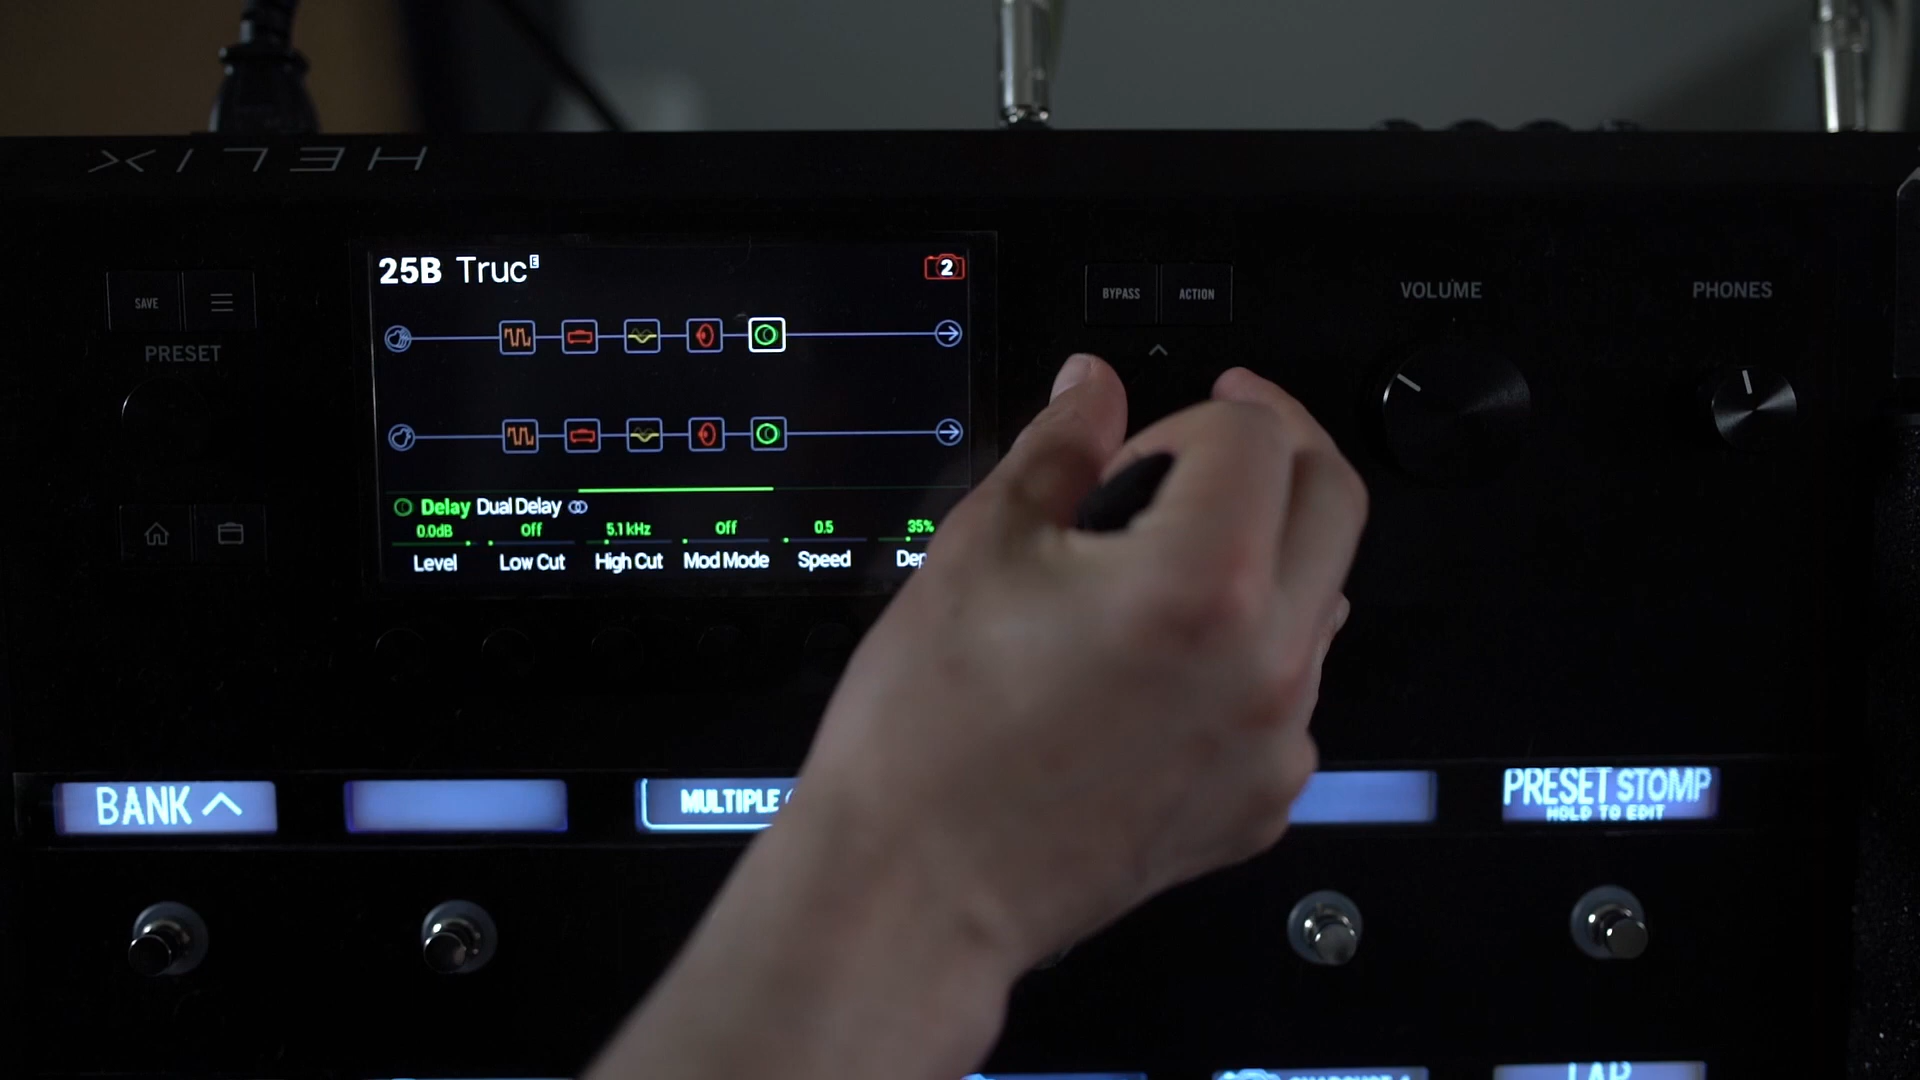 HELIX
25B Truc E
2
SAVE
PRESET
BYPASS
ACTION
VOLUME
PHONES
Delay Dual Delay
0.0dB Off 5.1 kHz Off 0.5 35%
Level Low Cut High Cut Mod Mode Speed Dep
BANK
MULTIPLE
PRESET STOMP
HOLD TO EDIT